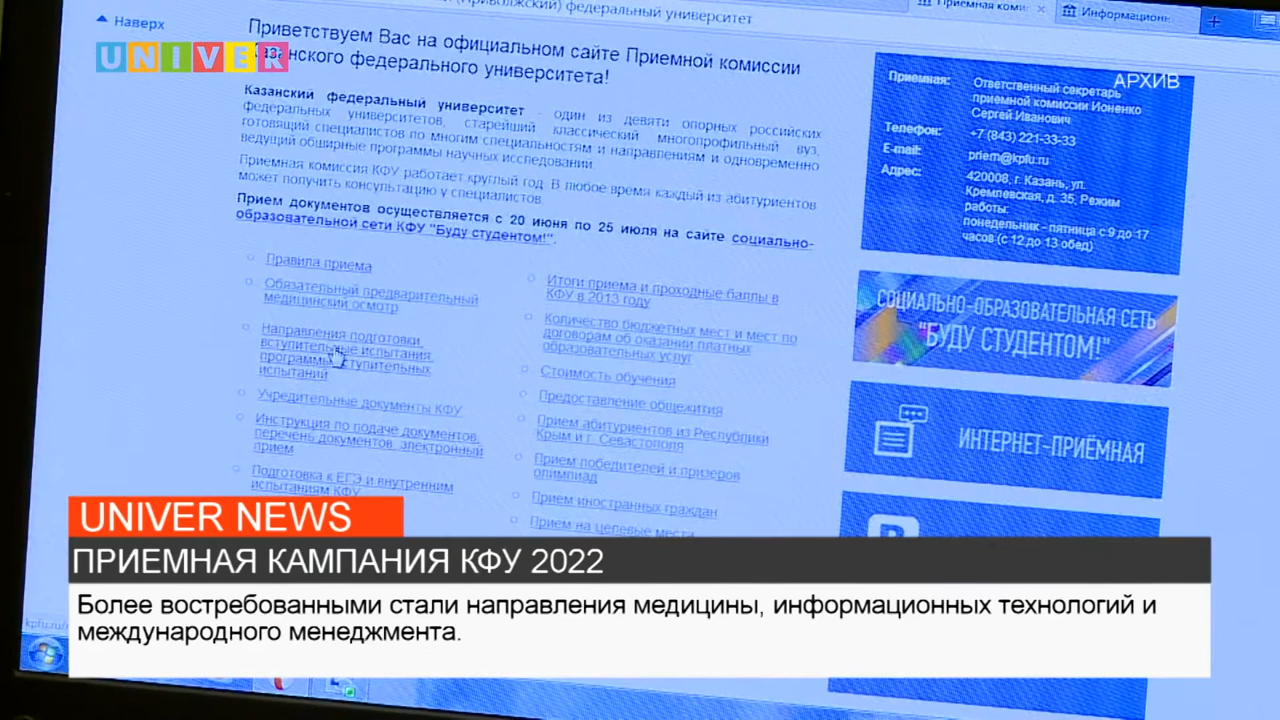 (Приволжский) федеральный университет
Приемная коми
Информационн
Наверх
UNIVER
АРХИВ
Приветствуем Вас на официальном сайте Приемной комиссии
Казанского федерального университета!
Казанский федеральный университет - один из девяти опорных российских
федеральных университетов, старейший классический многопрофильный вуз,
готовящий специалистов по многим специальностям и направлениям и одновременно
ведущий обширные программы научных исследований.
Приемная комиссия КФУ работает круглый год. В любое время каждый из абитуриентов
может получить консультацию у специалистов.
Прием документов осуществляется с 20 июня по 25 июля на сайте социально-
образовательной сети КФУ "Буду студентом!".
Правила приема
Обязательный предварительный
медицинский осмотр
Направления подготовки,
вступительные испытания,
программы вступительных
испытаний
Учредительные документы КФУ
Инструкция по подаче документов,
перечень документов, электронный
прием
Подготовка к ЕГЭ и внутренним
испытаниям КФУ
Итоги приема и проходные баллы в
КФУ в 2013 году
Количество бюджетных мест и мест по
договорам об оказании платных
образовательных услуг
Стоимость обучения
Предоставление общежития
Прием абитуриентов из Республики
Крым и г. Севастополя
Прием победителей и призеров
олимпиад
Прием иностранных граждан
Прием на целевые места
Приемная: Ответственный секретарь
приемной комиссии Ионенко
Сергей Иванович
Телефон: +7 (843) 221-33-33
E-mail: priem@kpfu.ru
Адрес: 420008, г. Казань, ул.
Кремлевская, д. 35, Режим
работы:
понедельник - пятница с 9 до 17
часов (с 12 до 13 обед)
СОЦИАЛЬНО-ОБРАЗОВАТЕЛЬНАЯ СЕТЬ
"БУДУ СТУДЕНТОМ!"
ИНТЕРНЕТ-ПРИЁМНАЯ
UNIVER NEWS
ПРИЕМНАЯ КАМПАНИЯ КФУ 2022
Более востребованными стали направления медицины, информационных технологий и
международного менеджмента.
kpfu.ru/